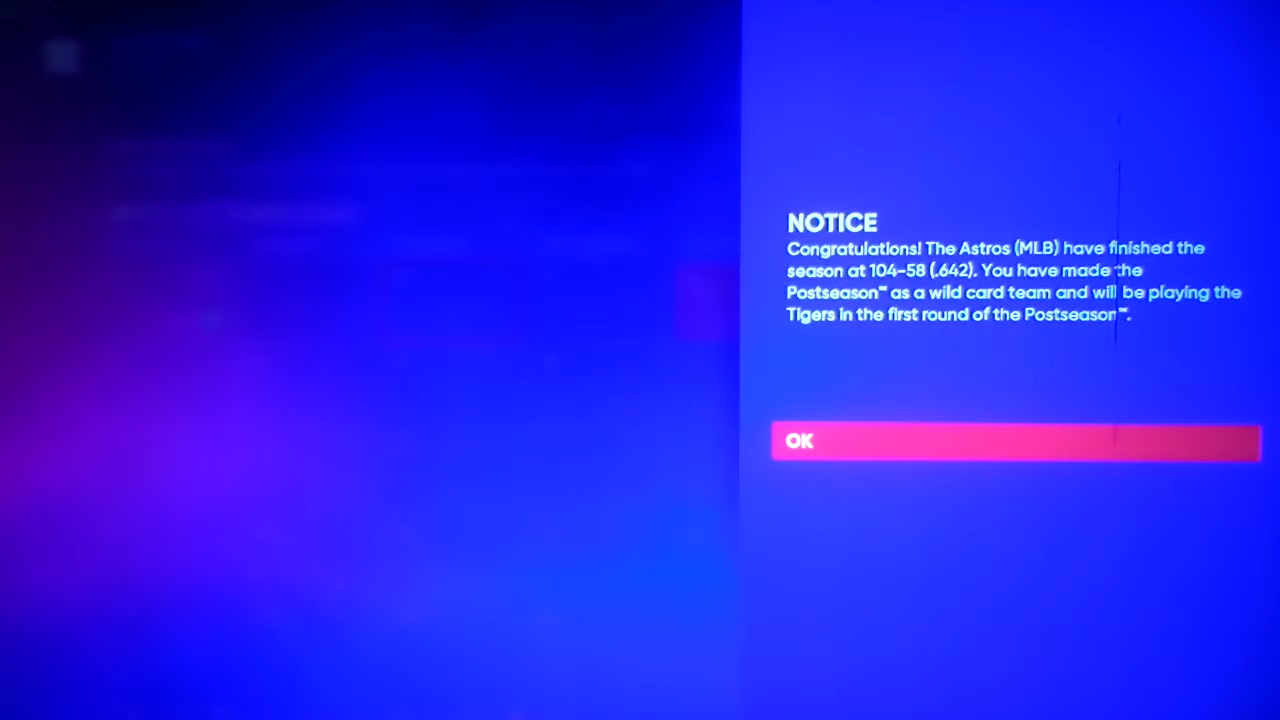 NOTICE
Congratulations! The Astros (MLB) have finished the
season at 104-58 (.642). You have made the
Postseason™ as a wild card team and will be playing the
Tigers in the first round of the Postseason™.
OK